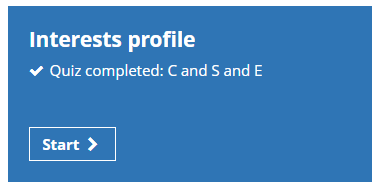 Interests profile
Quiz completed: C and S and E
Start